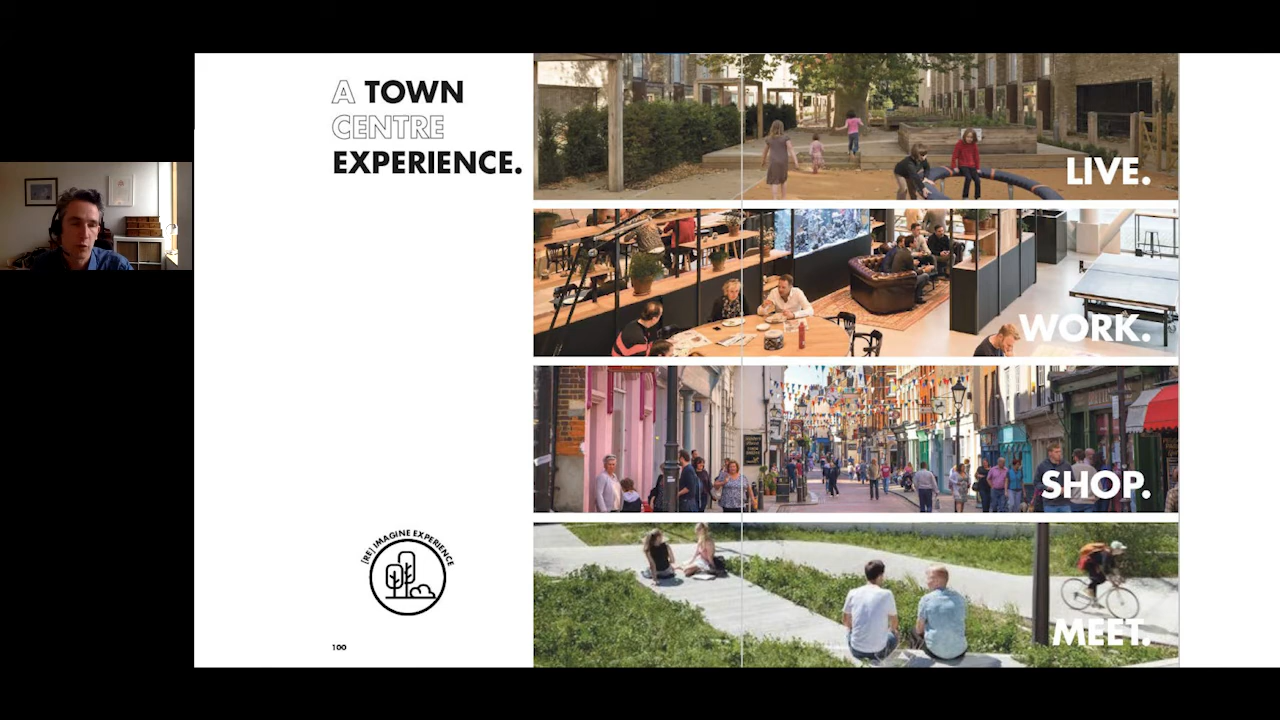 A TOWN
CENTRE
EXPERIENCE.
LIVE.
WORK.
SHOP.
MEET.
[RE] IMAGINE EXPERIENCE
100